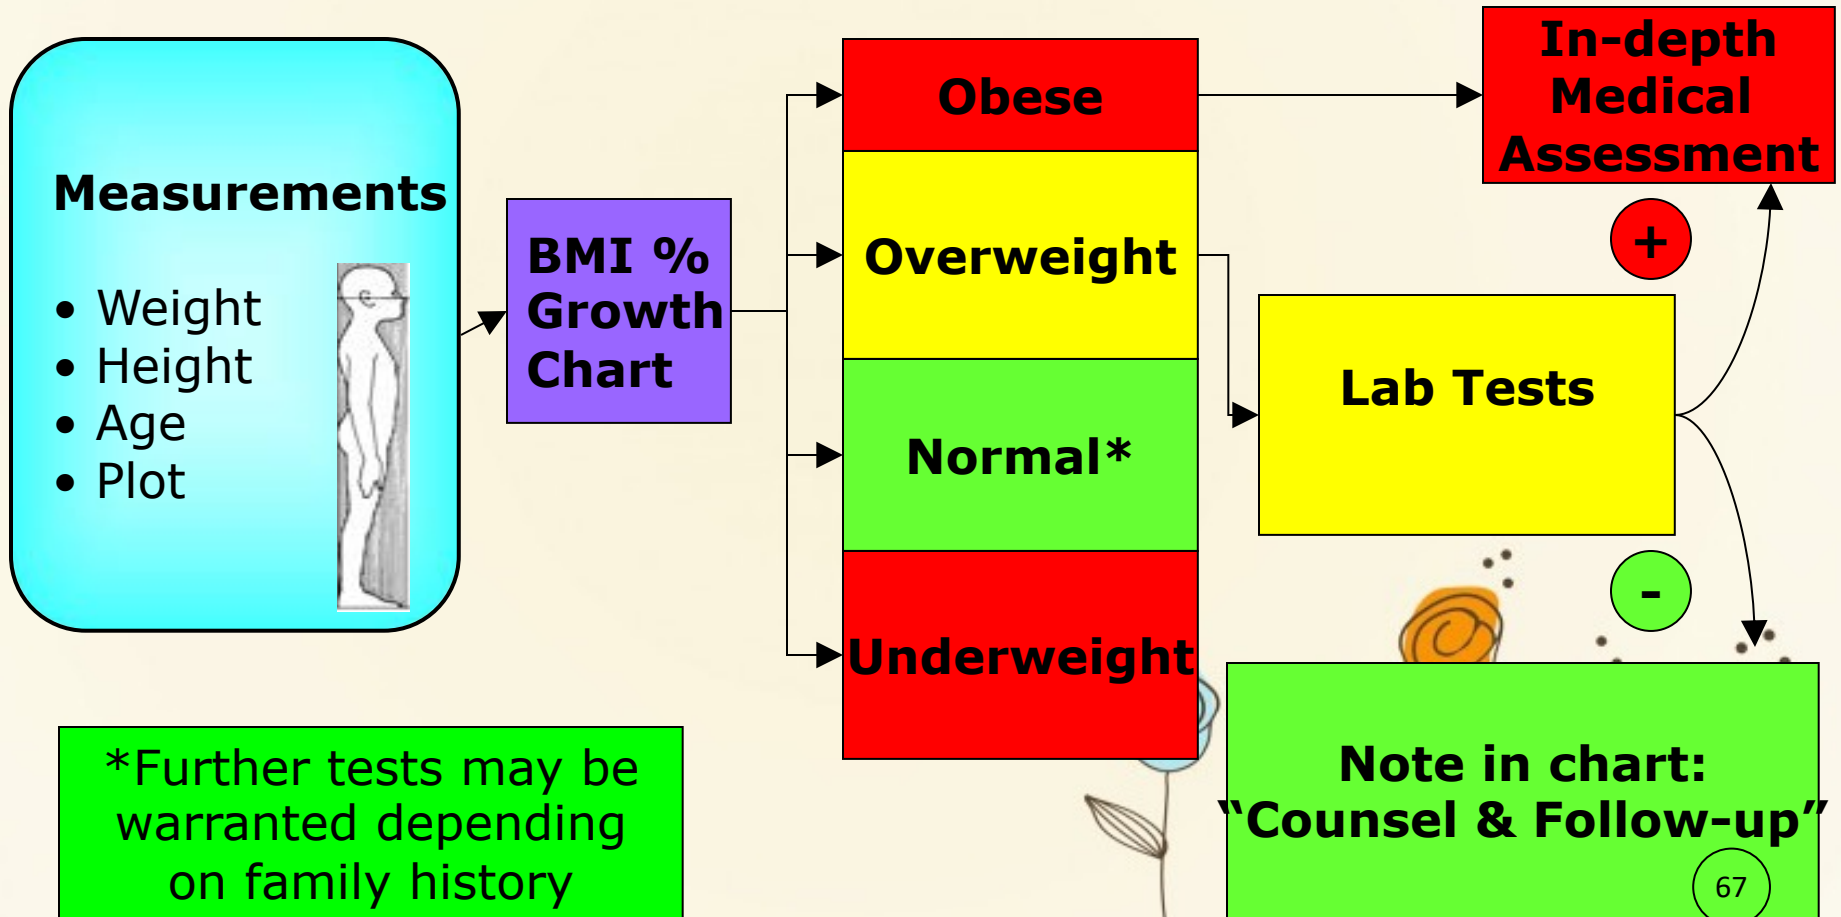 Measurements
• Weight
• Height
• Age
• Plot
BMI %
Growth
Chart
Obese
Overweight
Normal*
Underweight
In-depth
Medical
Assessment
+
Lab Tests
-
Note in chart:
“Counsel & Follow-up”
*Further tests may be
warranted depending
on family history
67